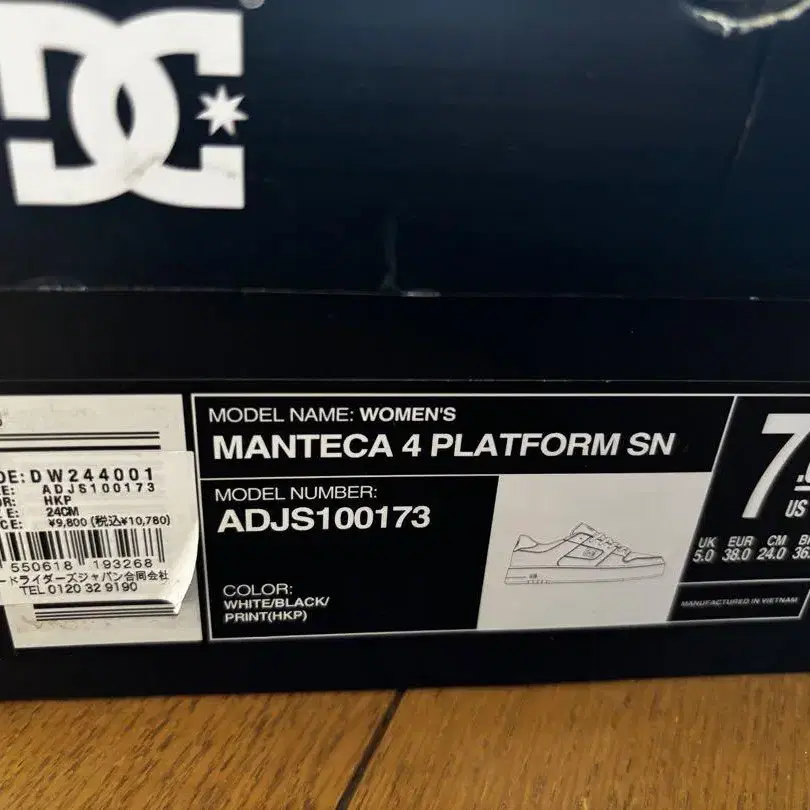 DC
DE: DW244001
E: ADJS100173
R: HKP
E: 24CM
CE: ¥9,800(税込¥10,780)
550618 193268
ードライダーズジャパン合同会社
TEL 0120 32 9190
MODEL NAME: WOMEN'S
MANTECA 4 PLATFORM SN
MODEL NUMBER:
ADJS100173
COLOR:
WHITE/BLACK/
PRINT(HKP)
7.
US
UK EUR CM
5.0 38.0 24.0 36
MANUFACTURED IN VIETNAM